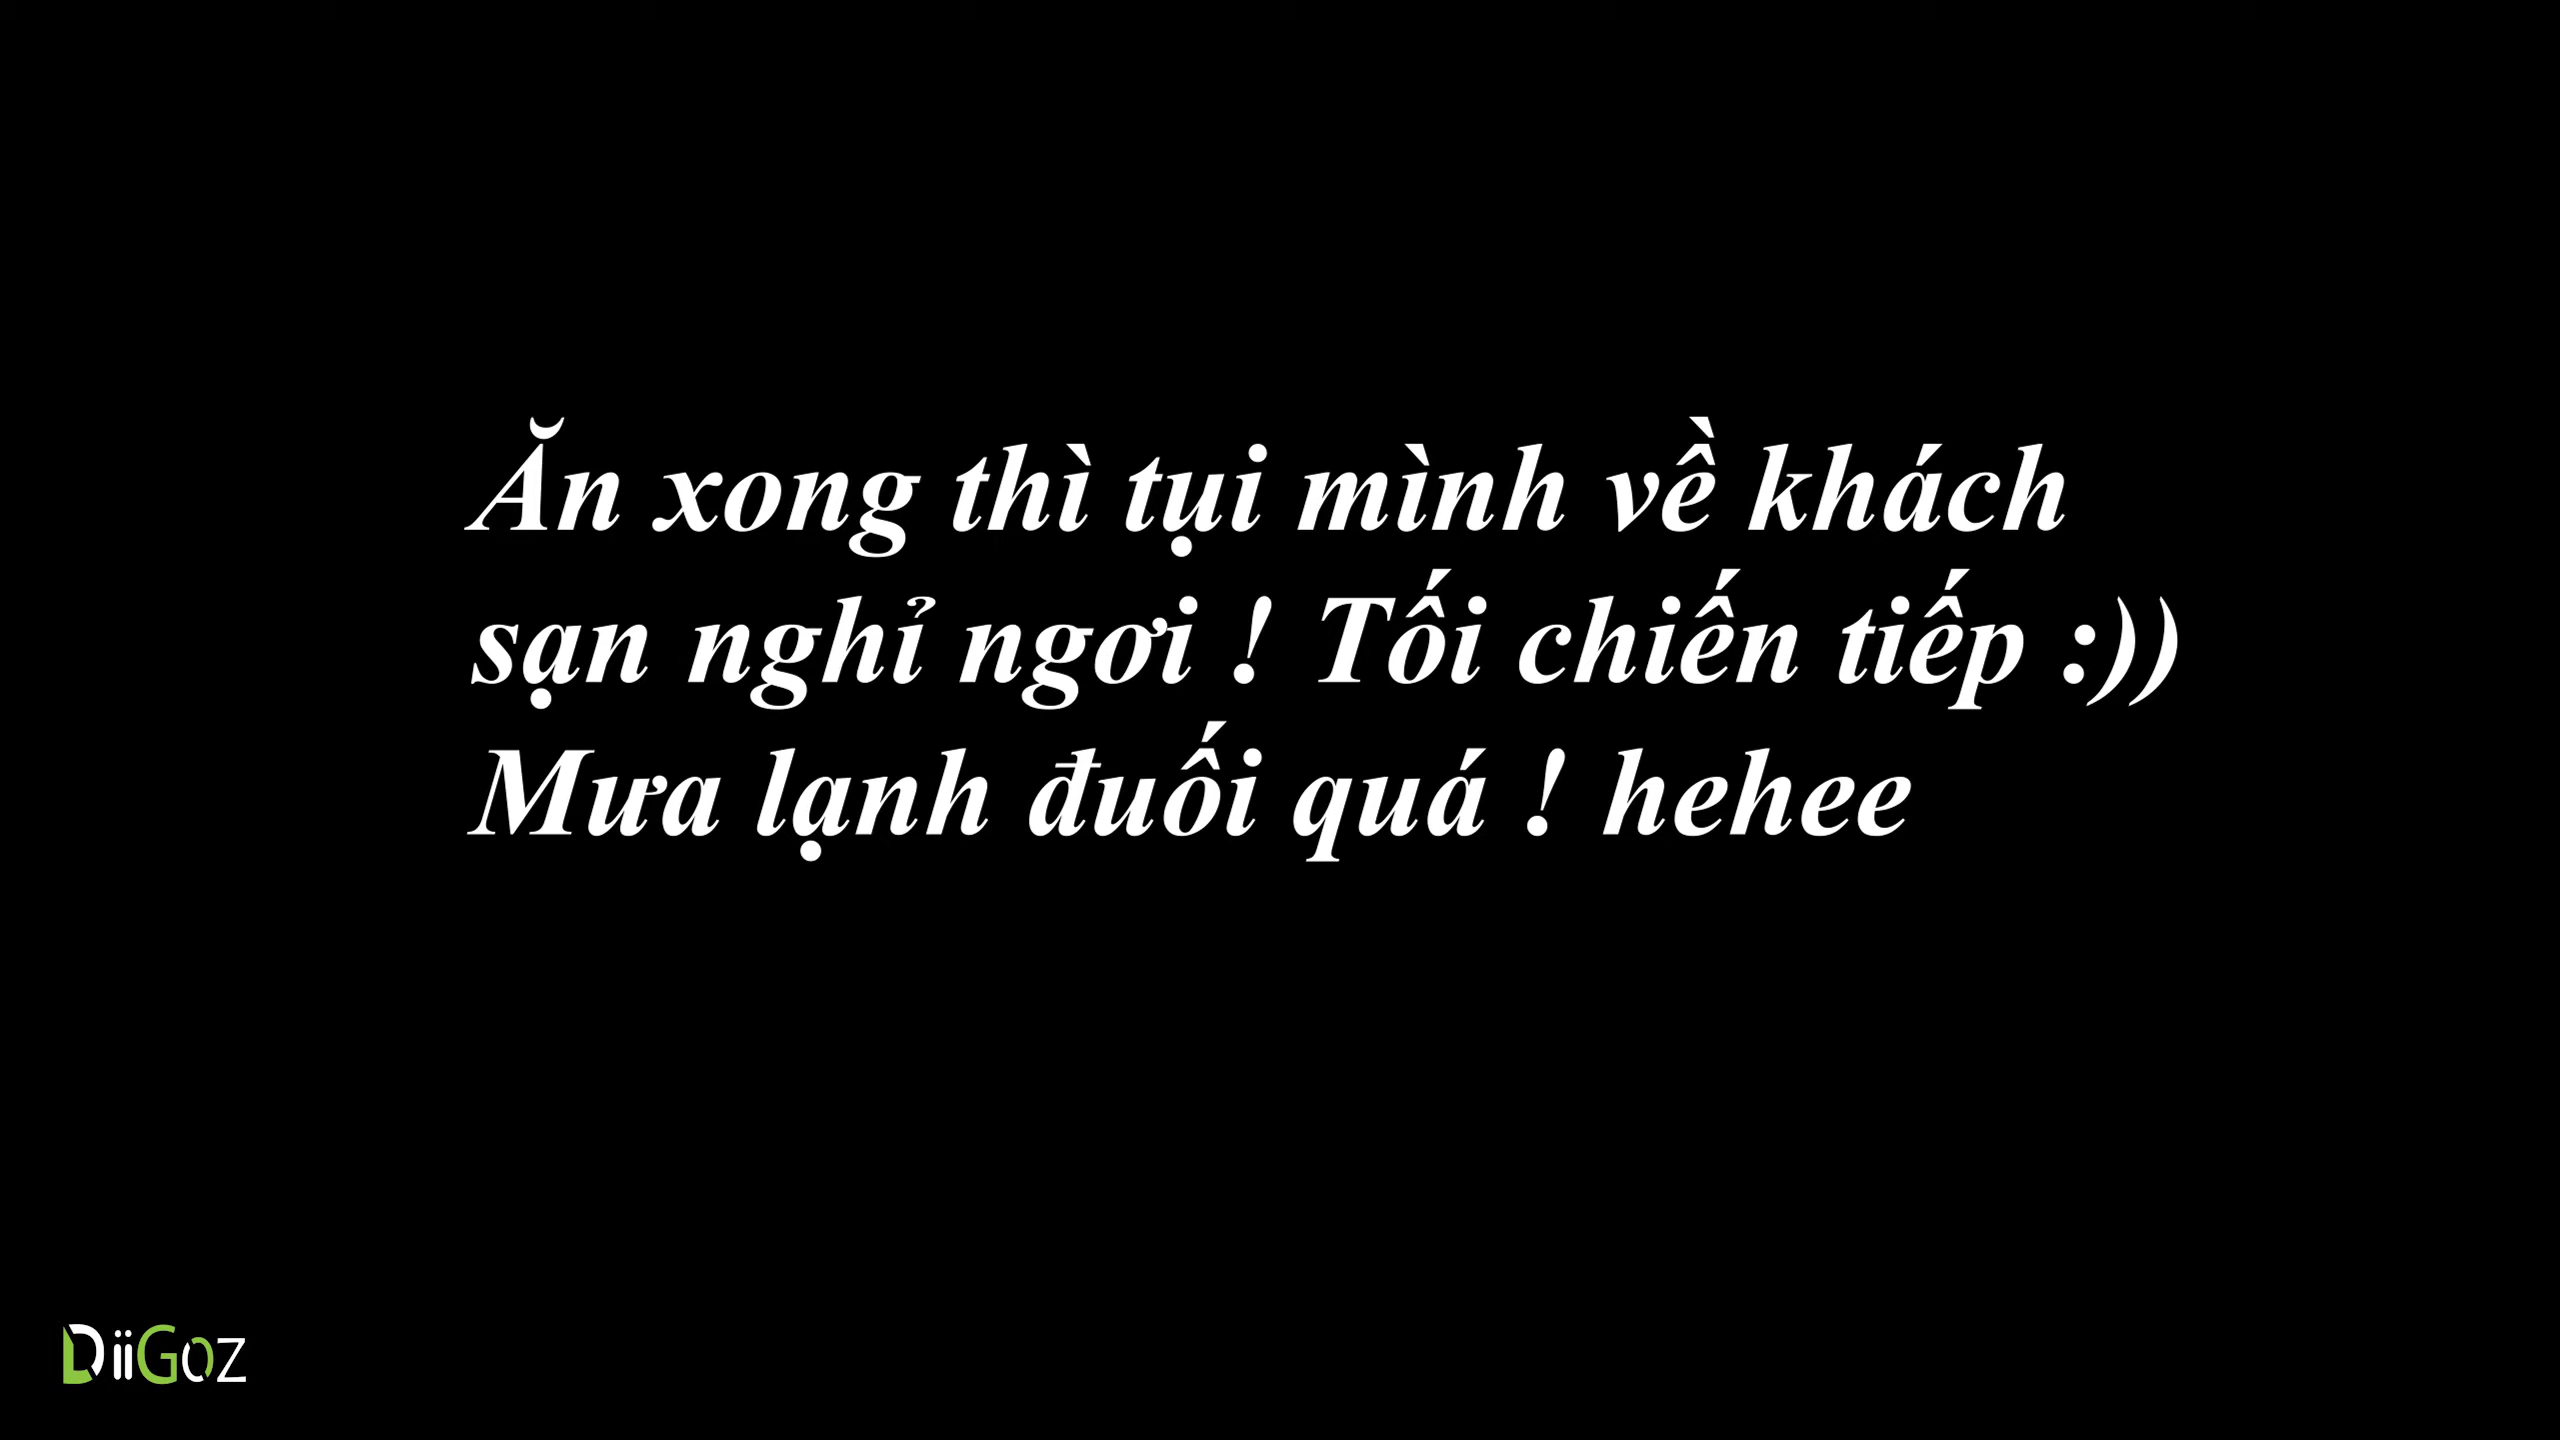 Ăn xong thì tụi mình về khách
sạn nghỉ ngơi ! Tối chiến tiếp :))
Mưa lạnh đuối quá ! hehee
DiiGoz